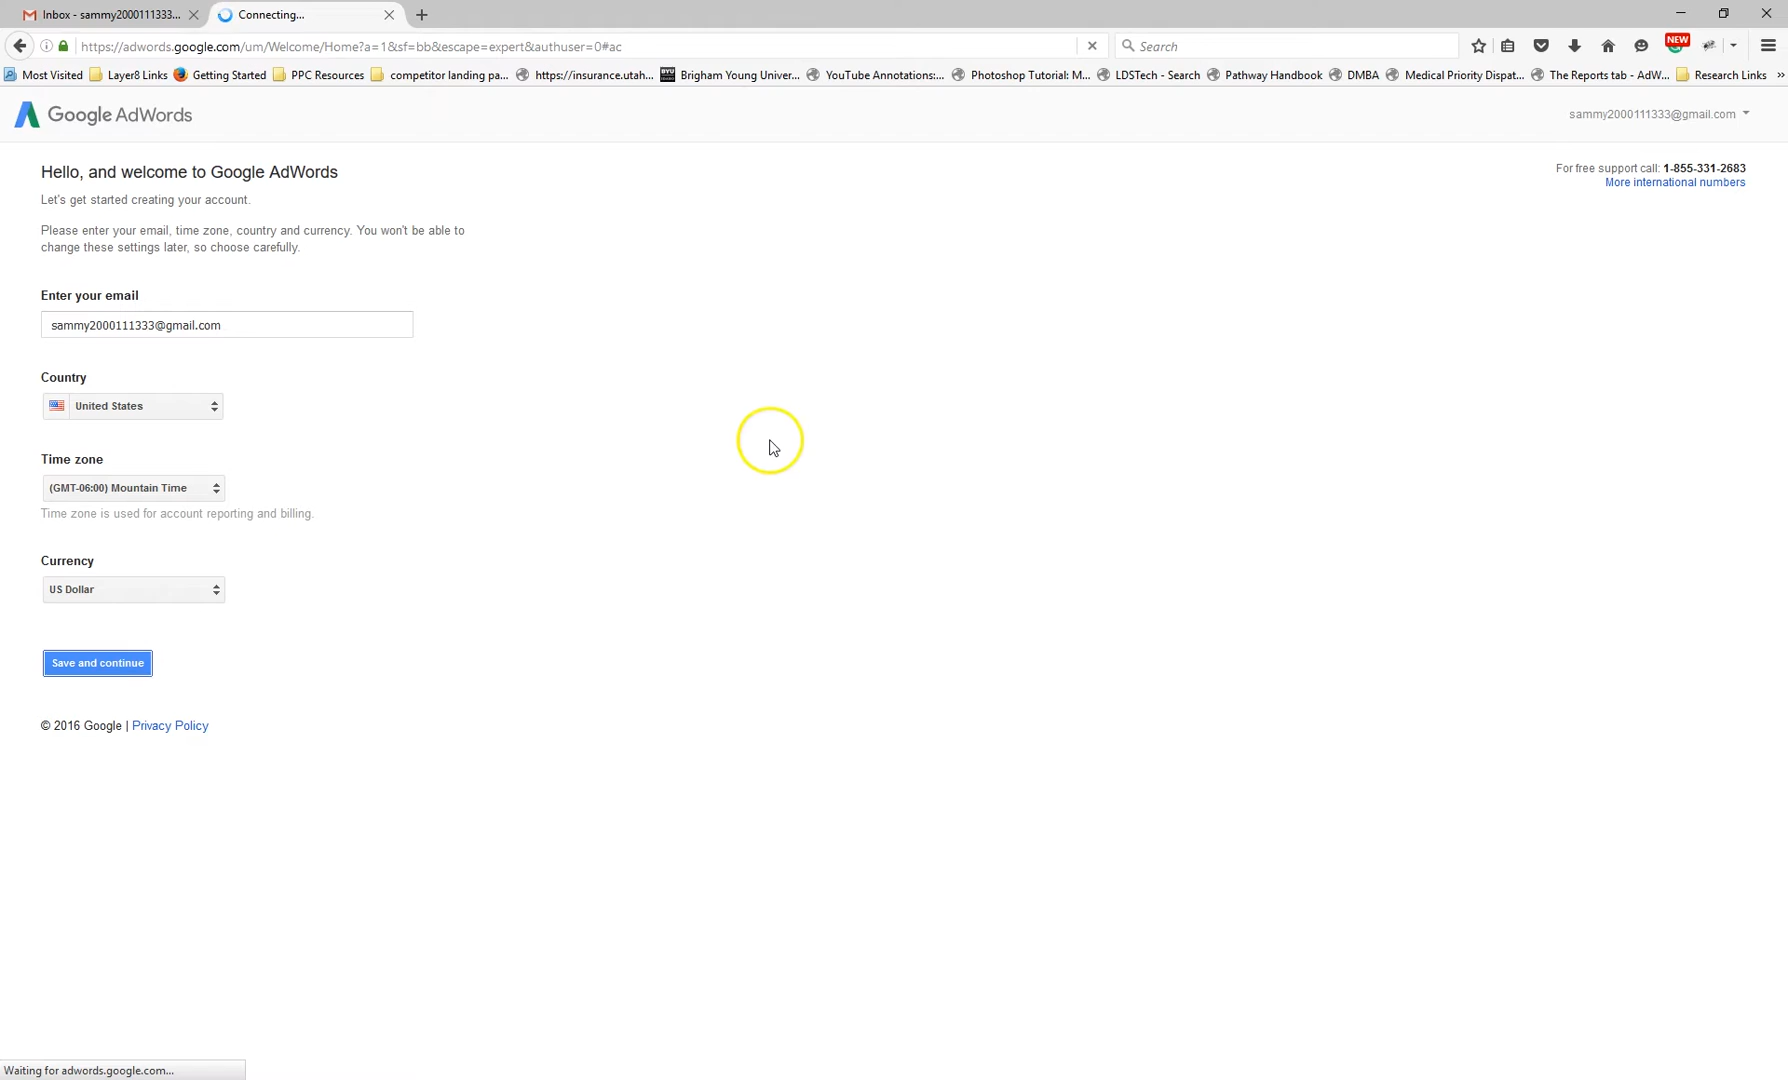 Inbox - sammy2000111333...
Connecting...
https://adwords.google.com/um/Welcome/Home?a=1&sf=bb&escape=expert&authuser=0#ac
Search
NEW
Most Visited
Layer8 Links
Getting Started
PPC Resources
competitor landing pa...
https://insurance.utah...
BYU
Brigham Young Univer...
YouTube Annotations:...
Photoshop Tutorial: M...
LDSTech - Search
Pathway Handbook
DMBA
Medical Priority Dispat...
The Reports tab - AdW...
Research Links
»
Google AdWords
sammy2000111333@gmail.com
Hello, and welcome to Google AdWords
For free support call: 1-855-331-2683
More international numbers
Let's get started creating your account.
Please enter your email, time zone, country and currency. You won't be able to
change these settings later, so choose carefully.
Enter your email
sammy2000111333@gmail.com
Country
United States
Time zone
(GMT-06:00) Mountain Time
Time zone is used for account reporting and billing.
Currency
US Dollar
Save and continue
© 2016 Google | Privacy Policy
Waiting for adwords.google.com...